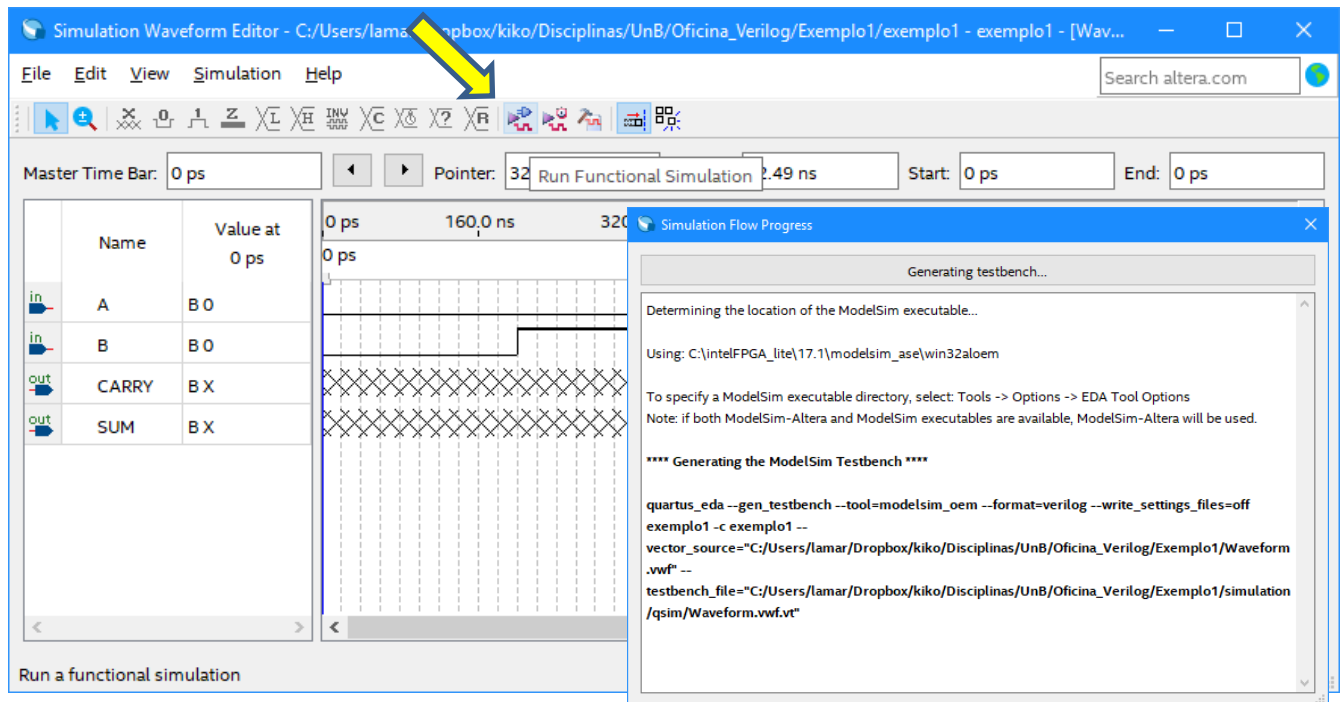 Simulation Waveform Editor - C:/Users/lama Dropbox/kiko/Disciplinas/UnB/Oficina_Verilog/Exemplo1/exemplo1 - exemplo1 - [Wav...
File Edit View Simulation Help
Search altera.com
Master Time Bar: 0 ps
Pointer: 32
Run Functional Simulation
2.49 ns
Start: 0 ps
End: 0 ps
Name
Value at
0 ps
0 ps 160.0 ns 320
0 ps
in A B 0
in B B 0
out CARRY B X
out SUM B X
Run a functional simulation
Simulation Flow Progress
Generating testbench...
Determining the location of the ModelSim executable...
Using: C:\intelFPGA_lite\17.1\modelsim_ase\win32aloem
To specify a ModelSim executable directory, select: Tools -> Options -> EDA Tool Options
Note: if both ModelSim-Altera and ModelSim executables are available, ModelSim-Altera will be used.
**** Generating the ModelSim Testbench ****
quartus_eda --gen_testbench --tool=modelsim_oem --format=verilog --write_settings_files=off
exemplo1 -c exemplo1 --
vector_source="C:/Users/lamar/Dropbox/kiko/Disciplinas/UnB/Oficina_Verilog/Exemplo1/Waveform
.vwf" --
testbench_file="C:/Users/lamar/Dropbox/kiko/Disciplinas/UnB/Oficina_Verilog/Exemplo1/simulation
/qsim/Waveform.vwf.vt"